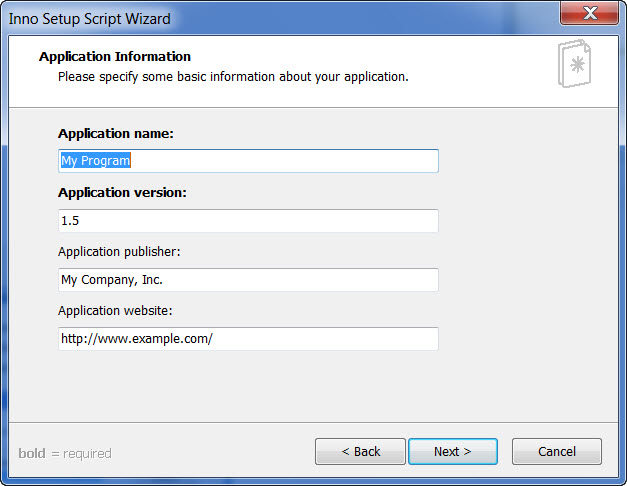 Inno Setup Script Wizard
Application Information
Please specify some basic information about your application.
Application name:
My Program
Application version:
1.5
Application publisher:
My Company, Inc.
Application website:
http://www.example.com/
bold = required
< Back
Next >
Cancel